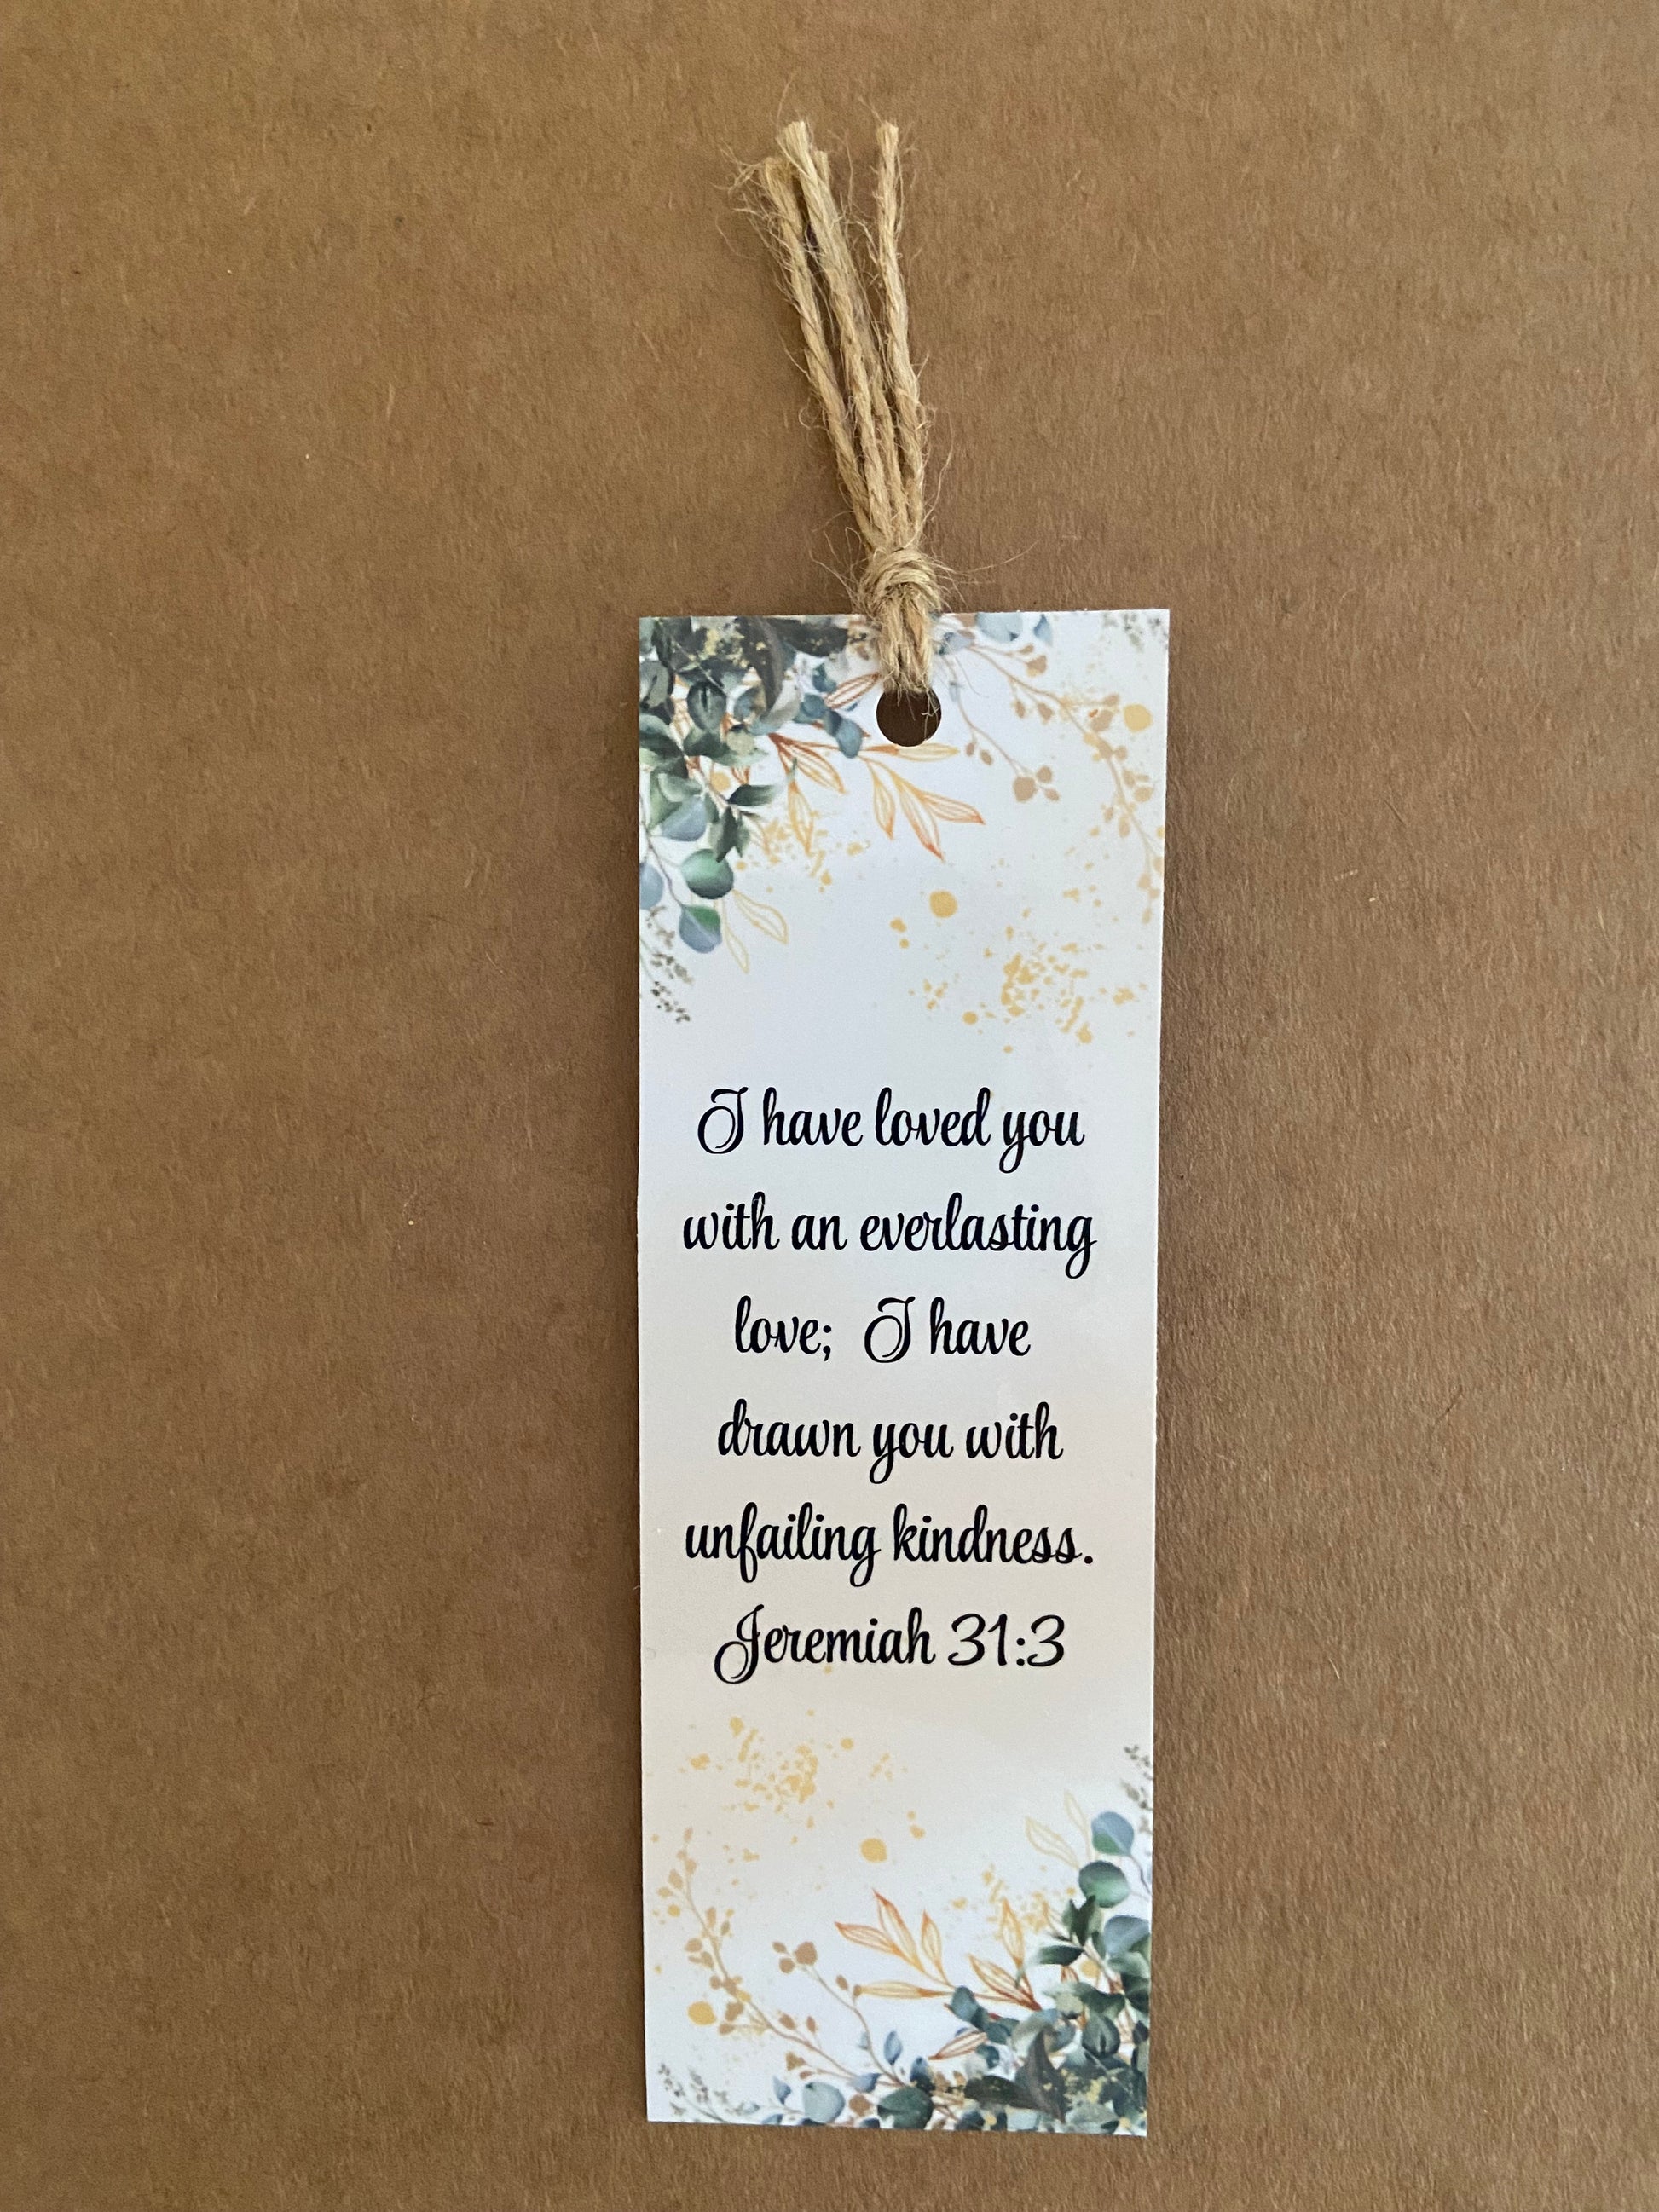 I have loved you
with an everlasting
love; I have
drawn you with
unfailing kindness.
Jeremiah 31:3